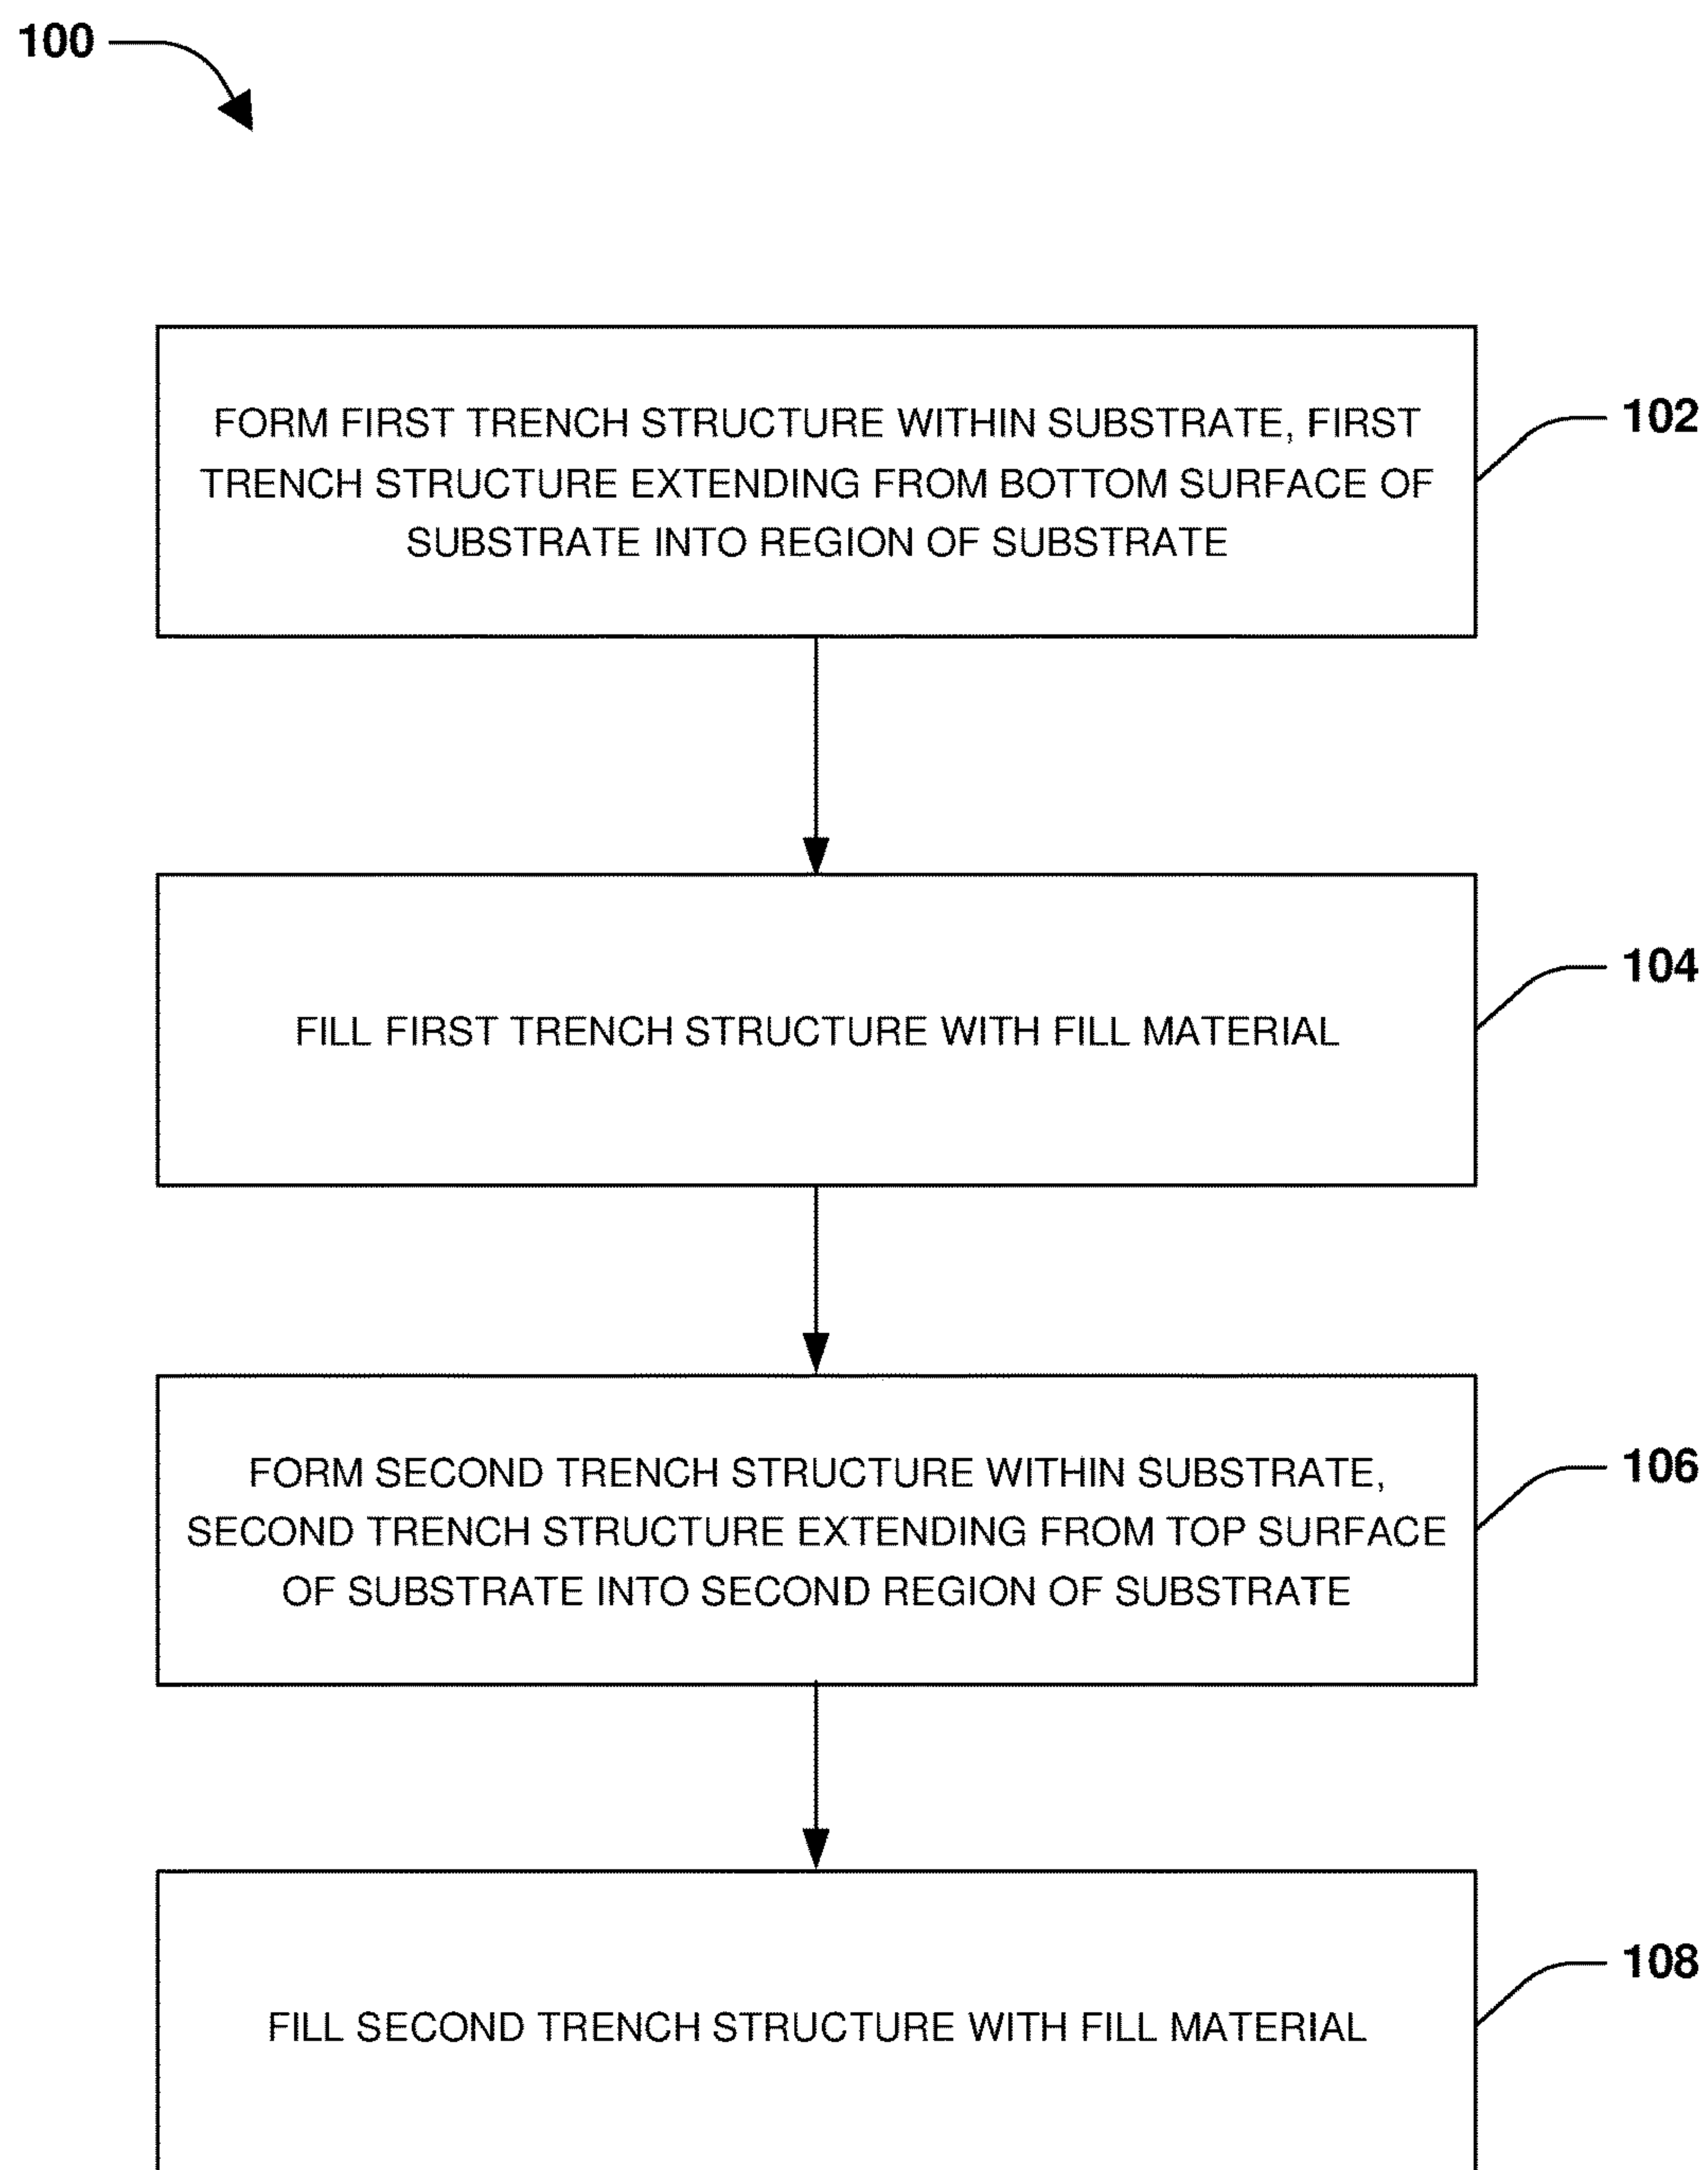 100
FORM FIRST TRENCH STRUCTURE WITHIN SUBSTRATE, FIRST
TRENCH STRUCTURE EXTENDING FROM BOTTOM SURFACE OF
SUBSTRATE INTO REGION OF SUBSTRATE
102
FILL FIRST TRENCH STRUCTURE WITH FILL MATERIAL
104
FORM SECOND TRENCH STRUCTURE WITHIN SUBSTRATE,
SECOND TRENCH STRUCTURE EXTENDING FROM TOP SURFACE
OF SUBSTRATE INTO SECOND REGION OF SUBSTRATE
106
FILL SECOND TRENCH STRUCTURE WITH FILL MATERIAL
108